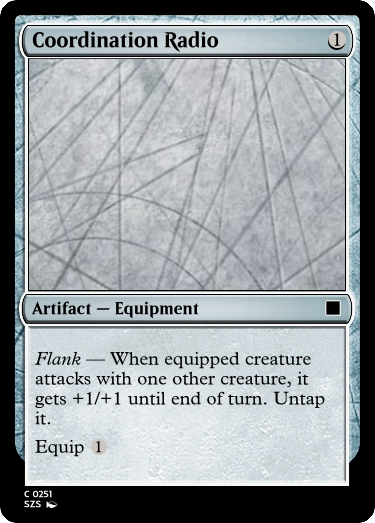 Coordination Radio 1
Artifact — Equipment
Flank — When equipped creature
attacks with one other creature, it
gets +1/+1 until end of turn. Untap
it.
Equip 1
C 0251
SZS